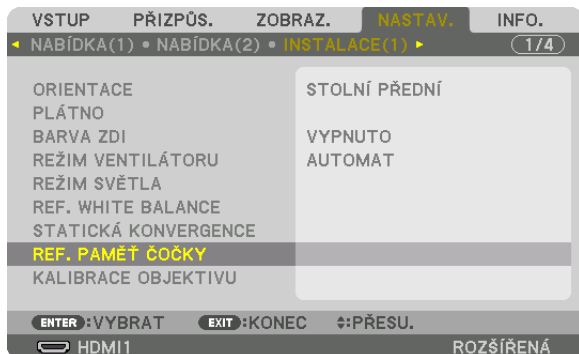 VSTUP PŘIZPŮS. ZOBRAZ. NASTAV. INFO.
NABÍDKA(1) • NABÍDKA(2) • INSTALACE(1) 1/4
ORIENTACE STOLNÍ PŘEDNÍ
PLÁTNO
BARVA ZDI VYPNUTO
REŽIM VENTILÁTORU AUTOMAT
REŽIM SVĚTLA
REF. WHITE BALANCE
STATICKÁ KONVERGENCE
REF. PAMĚŤ ČOČKY
KALIBRACE OBJEKTIVU
ENTER :VYBRAT EXIT :KONEC :PŘESU.
HDMI1 ROZŠÍŘENÁ